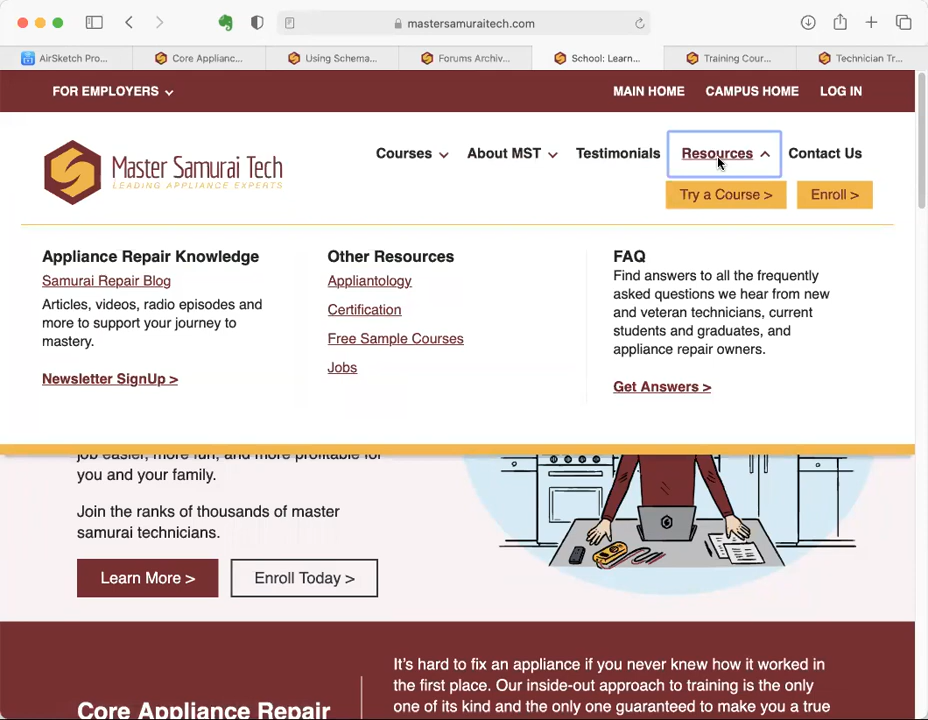 mastersamuraitech.com
AirSketch Pro...
Core Applianc...
Using Schema...
Forums Archiv...
School: Learn...
Training Cour...
Technician Tr...
FOR EMPLOYERS
MAIN HOME
CAMPUS HOME
LOG IN
Master Samurai Tech
LEADING APPLIANCE EXPERTS
Courses
About MST
Testimonials
Resources
Contact Us
Try a Course >
Enroll >
Appliance Repair Knowledge
Samurai Repair Blog
Articles, videos, radio episodes and
more to support your journey to
mastery.
Newsletter SignUp >
Other Resources
Appliantology
Certification
Free Sample Courses
Jobs
FAQ
Find answers to all the frequently
asked questions we hear from new
and veteran technicians, current
students and graduates, and
appliance repair owners.
Get Answers >
job easier, more fun, and more profitable for
you and your family.
Join the ranks of thousands of master
samurai technicians.
Learn More >
Enroll Today >
Core Appliance Repair
It's hard to fix an appliance if you never knew how it worked in
the first place. Our inside-out approach to training is the only
one of its kind and the only one guaranteed to make you a true